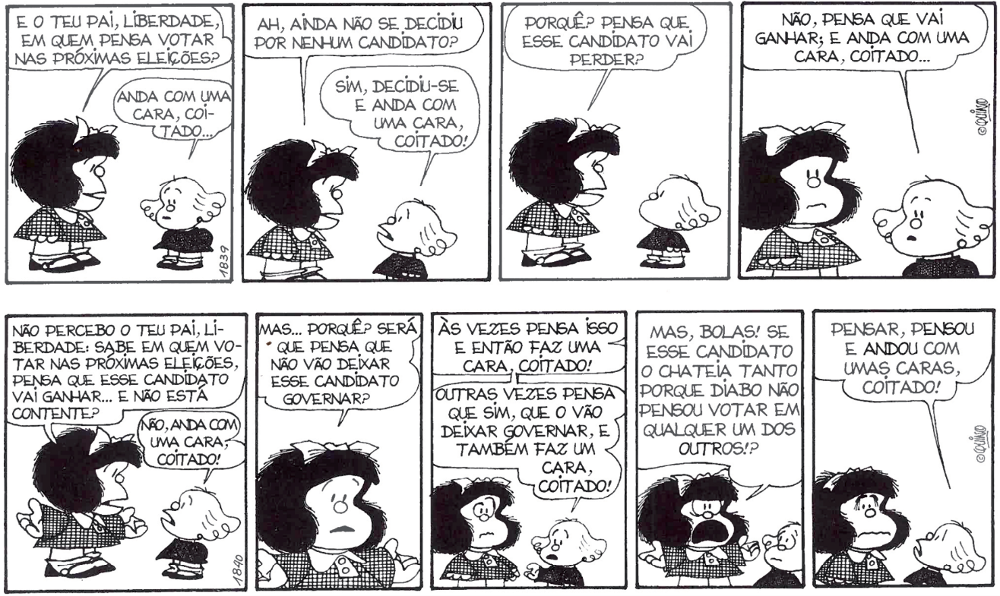 E O TEU PAI, LIBERDADE,
EM QUEM PENSA VOTAR
NAS PRÓXIMAS ELEIÇÕES?
ANDA COM UMA
CARA, COI-
TADO...
1839
AH, AINDA NÃO SE DECIDIU
POR NENHUM CANDIDATO?
SIM, DECIDIU-SE
E ANDA COM
UMA CARA,
COITADO!
PORQUÊ? PENSA QUE
ESSE CANDIDATO VAI
PERDER?
NÃO, PENSA QUE VAI
GANHAR; E ANDA COM UMA
CARA, COITADO...
©QUINO
NÃO PERCEBO O TEU PAI, LI-
BERDADE: SABE EM QUEM VO-
TAR NAS PRÓXIMAS ELEIÇÕES,
PENSA QUE ESSE CANDIDATO
VAI GANHAR... E NÃO ESTÁ
CONTENTE?
NÃO, ANDA COM
UMA CARA,
COITADO!
1840
MAS... PORQUÊ? SERÁ
QUE PENSA QUE
NÃO VÃO DEIXAR
ESSE CANDIDATO
GOVERNAR?
ÀS VEZES PENSA ISSO
E ENTÃO FAZ UMA
CARA, COITADO!
OUTRAS VEZES PENSA
QUE SIM, QUE O VÃO
DEIXAR GOVERNAR, E
TAMBÉM FAZ UM
CARA,
COITADO!
MAS, BOLAS! SE
ESSE CANDIDATO
O CHATEIA TANTO
PORQUE DIABO NÃO
PENSOU VOTAR EM
QUALQUER UM DOS
OUTROS!?
PENSAR, PENSOU
E ANDOU COM
UMAS CARAS,
COITADO!
©QUINO